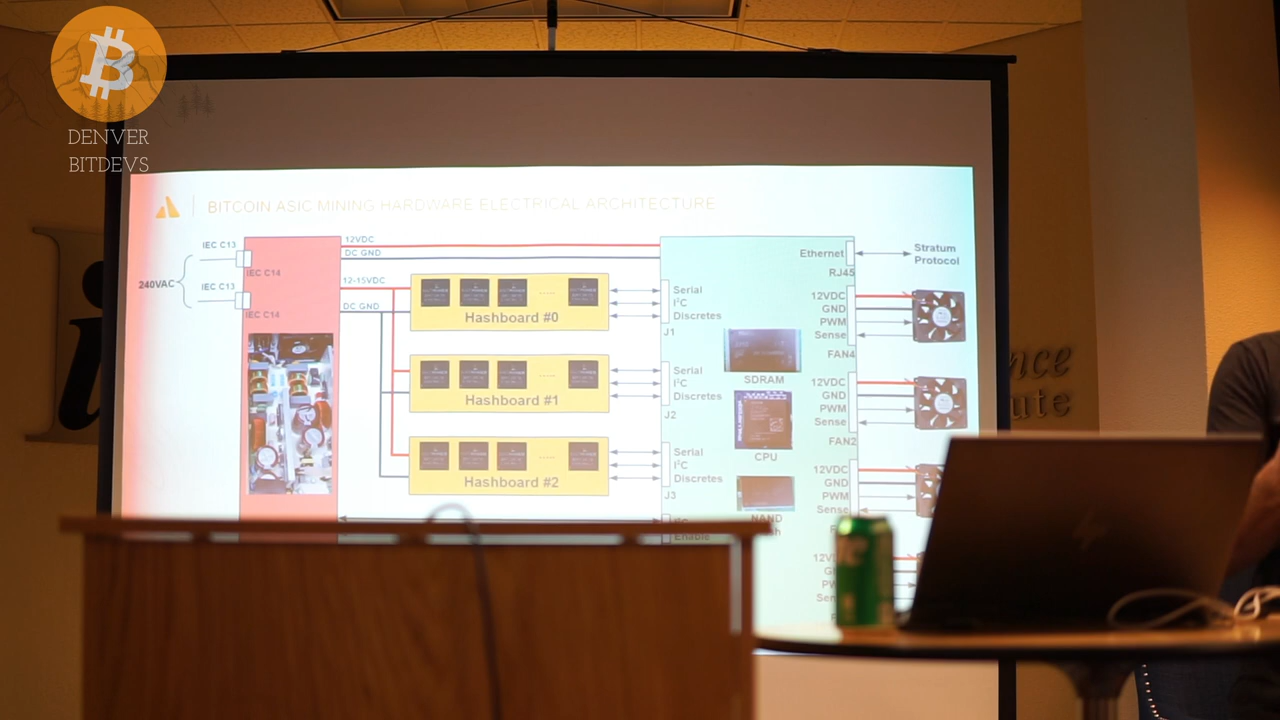 DENVER
BITDEVS
BITCOIN ASIC MINING HARDWARE ELECTRICAL ARCHITECTURE
240VAC
IEC C13
IEC C14
IEC C13
IEC C14
12VDC
DC GND
12-15VDC
DC GND
Hashboard #0
Serial
I²C
Discretes
J1
Hashboard #1
Serial
I²C
Discretes
J2
Hashboard #2
Serial
I²C
Discretes
J3
Enable
SDRAM
CPU
NAND
Ethernet
RJ45
Stratum
Protocol
12VDC
GND
PWM
Sense
FAN4
12VDC
GND
PWM
Sense
FAN2
12VDC
GND
PWM
Sense